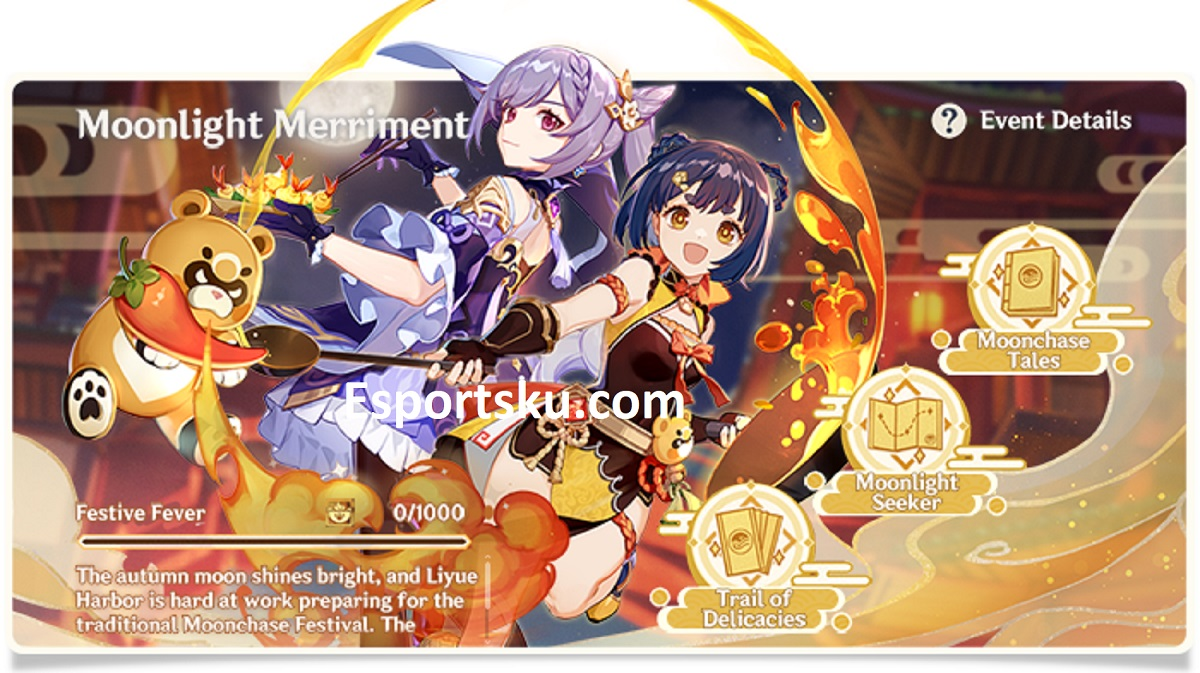 Moonlight Merriment
? Event Details
Moonchase
Tales
Esportsku.com
Moonlight
Seeker
Festive Fever 0/1000
The autumn moon shines bright, and Liyue
Harbor is hard at work preparing for the
traditional Moonchase Festival. The
Trail of
Delicacies